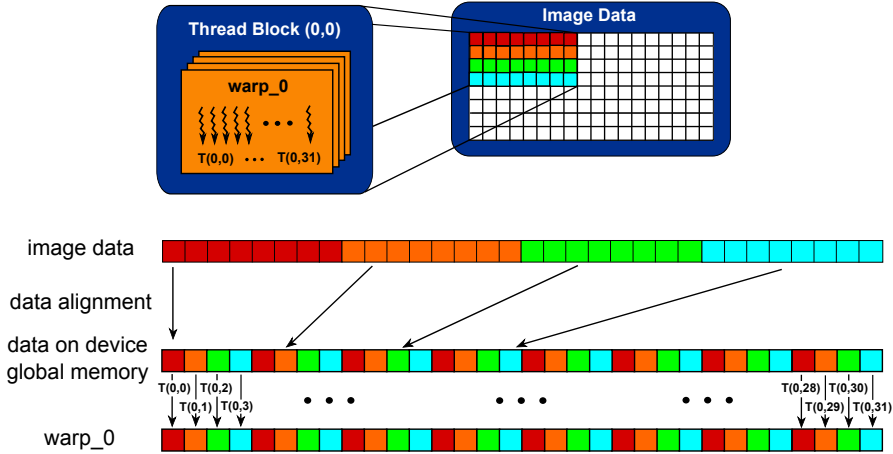 Thread Block (0,0)
Image Data
warp_0
• • •
T(0,0) ... T(0,31)
image data
data alignment
data on device
global memory
T(0,0) T(0,2)
T(0,1) T(0,3)
• • •
• • •
• • •
T(0,28) T(0,30)
T(0,29) T(0,31)
warp_0